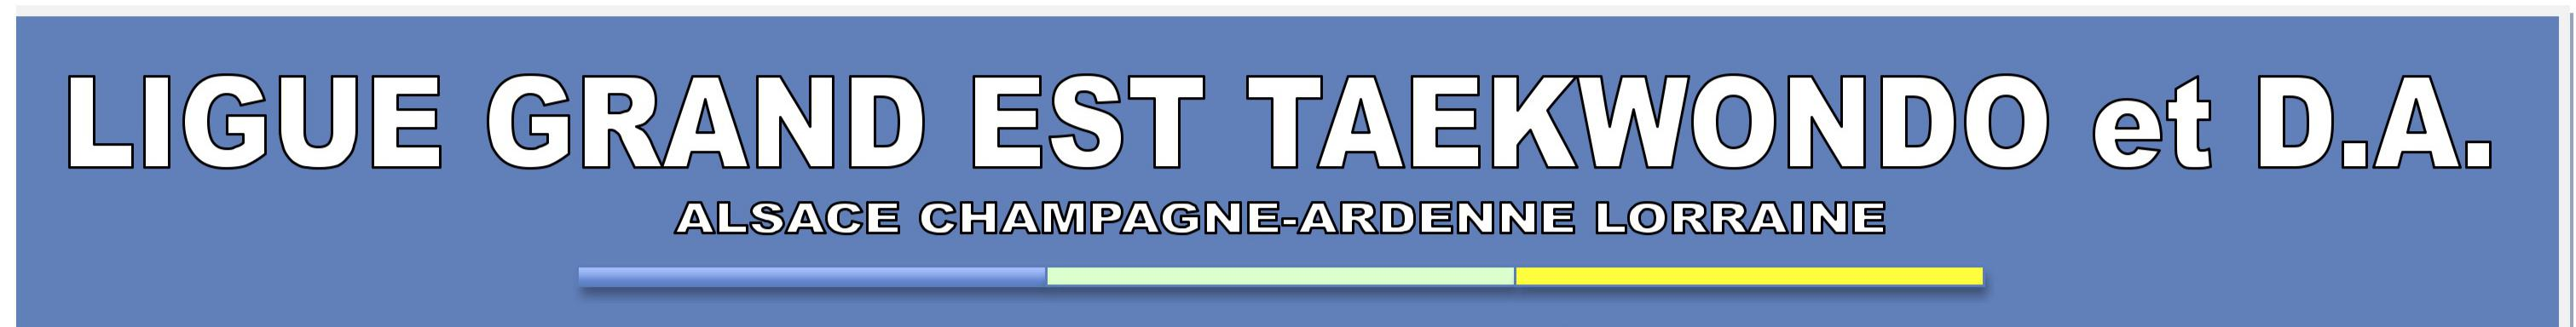 LIGUE GRAND EST TAEKWONDO et D.A.
ALSACE CHAMPAGNE-ARDENNE LORRAINE